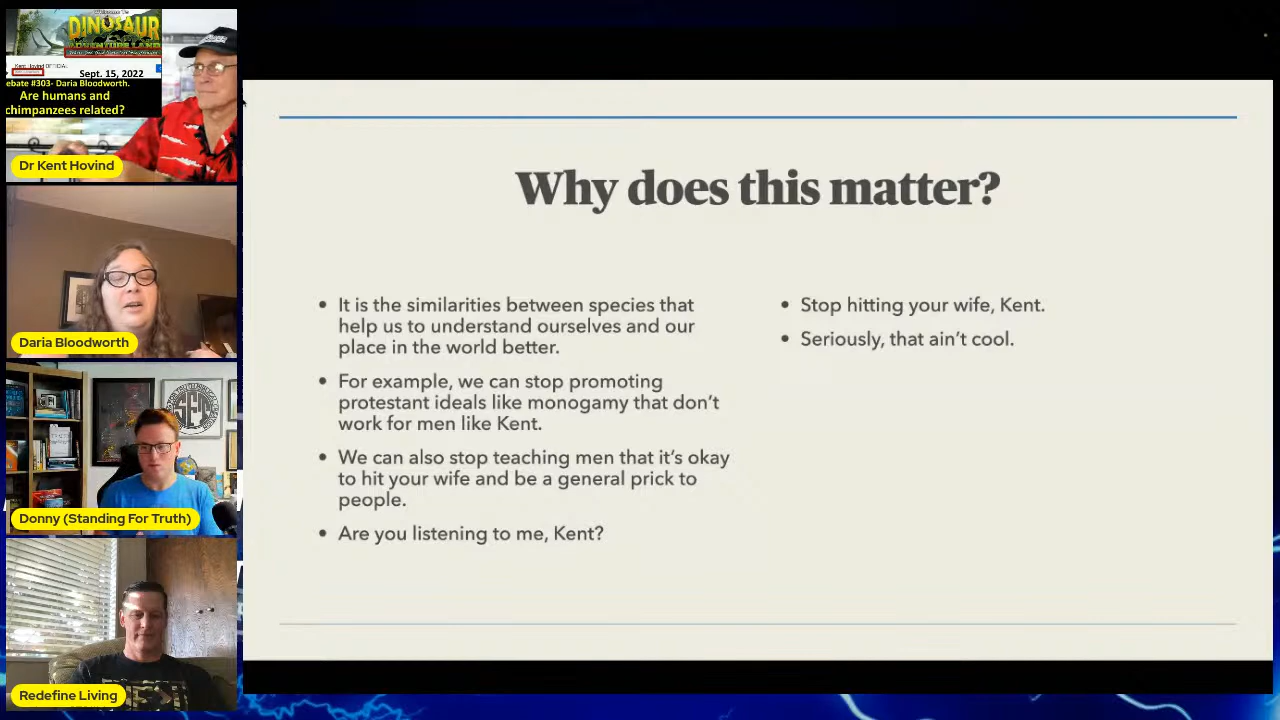 Welcome To
DINOSAUR
ADVENTURE LAND
Kent Hovind OFFICIAL
Sept. 15, 2022
ebate #303- Daria Bloodworth.
Are humans and
chimpanzees related?
Dr Kent Hovind
Daria Bloodworth
Donny (Standing For Truth)
Redefine Living
Why does this matter?
• It is the similarities between species that
help us to understand ourselves and our
place in the world better.
• For example, we can stop promoting
protestant ideals like monogamy that don’t
work for men like Kent.
• We can also stop teaching men that it’s okay
to hit your wife and be a general prick to
people.
• Are you listening to me, Kent?
• Stop hitting your wife, Kent.
• Seriously, that ain’t cool.